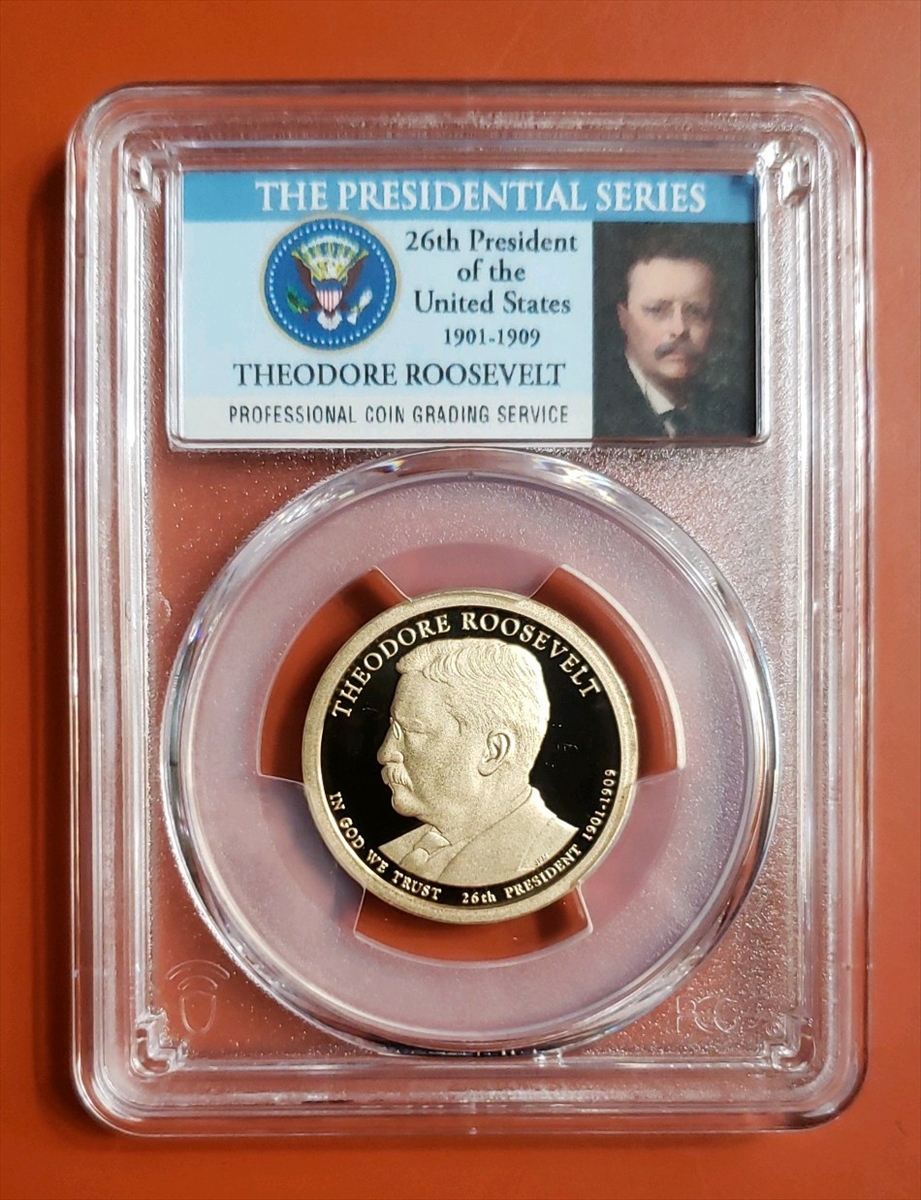 THE PRESIDENTIAL SERIES
26th President
of the
United States
1901-1909
THEODORE ROOSEVELT
PROFESSIONAL COIN GRADING SERVICE
THEODORE ROOSEVELT
IN GOD WE TRUST 26th PRESIDENT 1901-1909